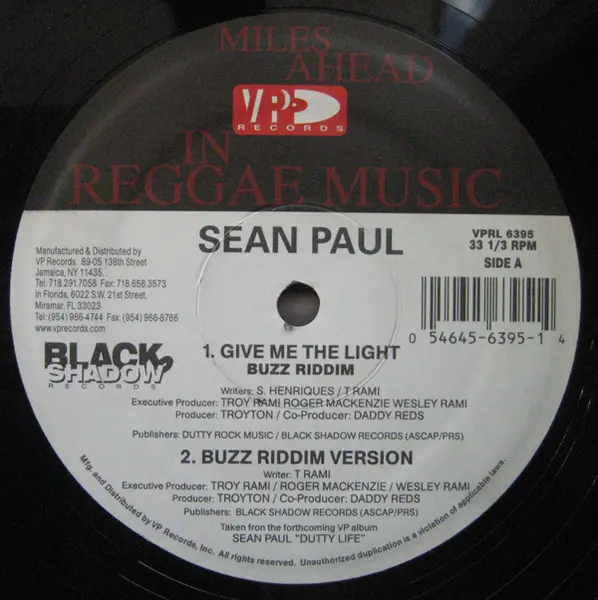 MILES
AHEAD
VP
RECORDS
IN
REGGAE MUSIC
SEAN PAUL
VPRL 6395
33 1/3 RPM
SIDE A
Manufactured & Distributed by
VP Records. 89-05 138th Street
Jamaica, NY 11435.
Tel: 718.291.7058 Fax: 718.658.3573
In Florida, 6022 S.W. 21st Street,
Miramar, FL 33023
Tel: (954) 966-4744 Fax: (954) 966-8766
www.vprecords.com
0 54645-6395-1 4
BLACK
SHADOW
RECORDS
1. GIVE ME THE LIGHT
BUZZ RIDDIM
Writers: S. HENRIQUES / T RAMI
Executive Producer: TROY RAMI ROGER MACKENZIE WESLEY RAMI
Producer: TROYTON / Co-Producer: DADDY REDS
Publishers: DUTTY ROCK MUSIC / BLACK SHADOW RECORDS (ASCAP/PRS)
2. BUZZ RIDDIM VERSION
Writer: T RAMI
Executive Producer: TROY RAMI / ROGER MACKENZIE / WESLEY RAMI
Producer: TROYTON / Co-Producer: DADDY REDS
Publishers: BLACK SHADOW RECORDS (ASCAP/PRS)
Taken fron the forthcoming VP album
SEAN PAUL "DUTTY LIFE"
Mfg. and Distributed by VP Records, Inc. All rights reserved. Unauthorized duplication is a violation of applicable laws.